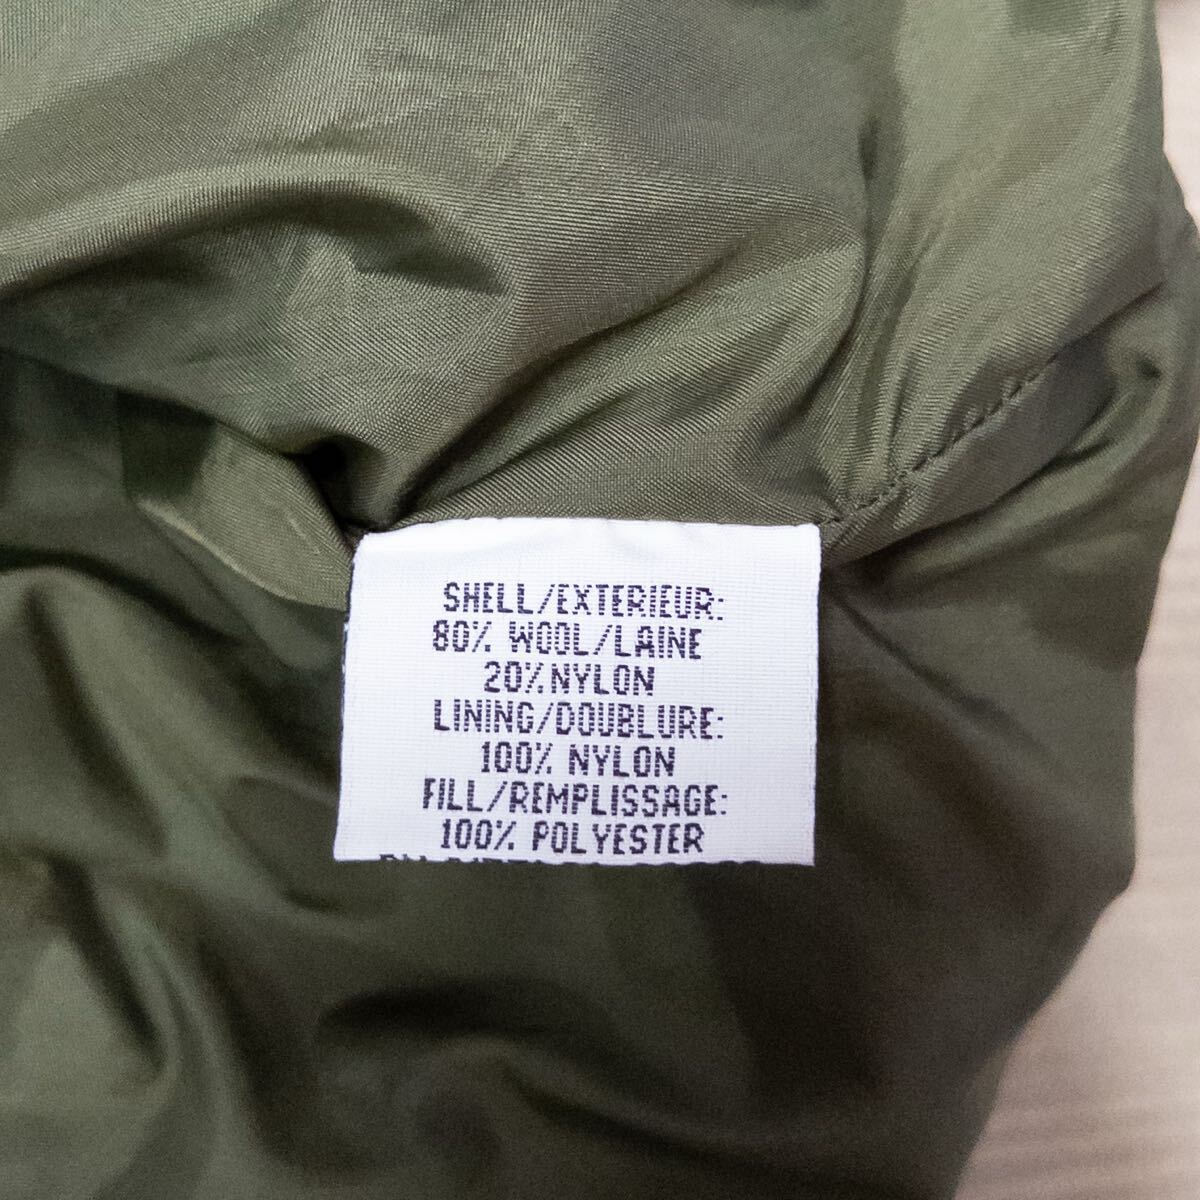 SHELL/EXTERIEUR:
80% WOOL/LAINE
20%NYLON
LINING/DOUBLURE:
100% NYLON
FILL/REMPLISSAGE:
100% POLYESTER